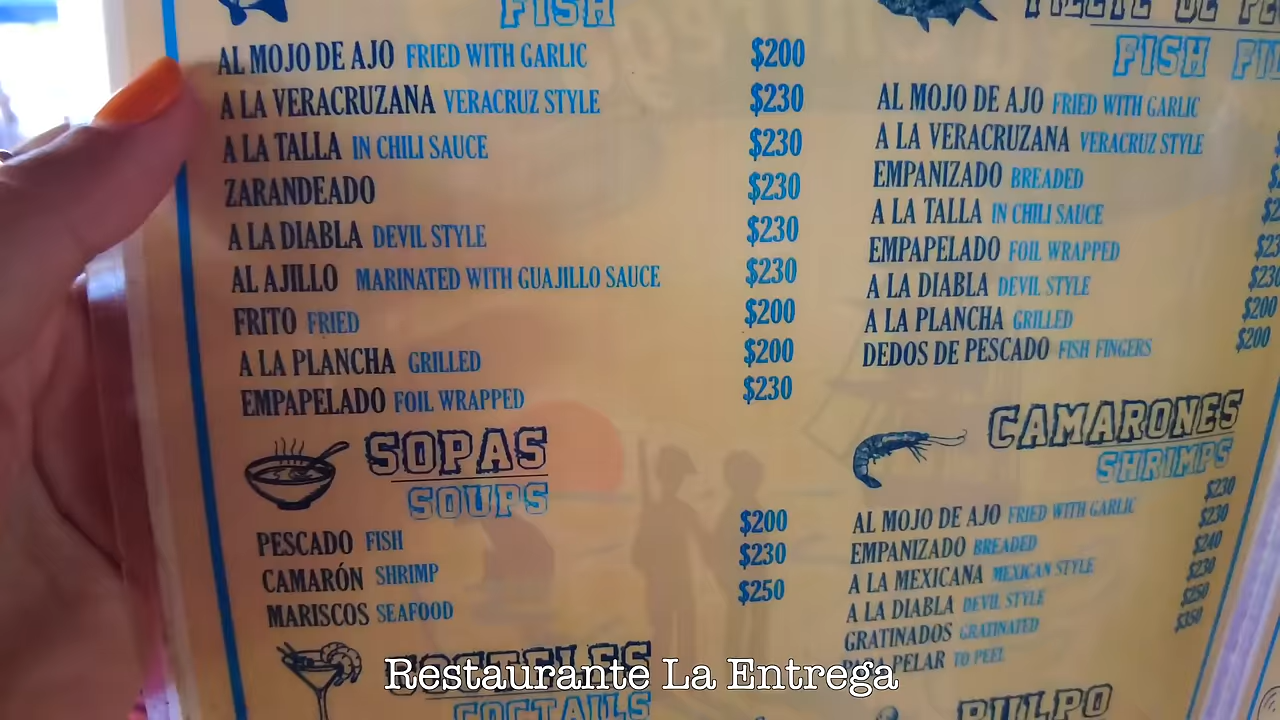 FISH
AL MOJO DE AJO FRIED WITH GARLIC $200
A LA VERACRUZANA VERACRUZ STYLE $230
A LA TALLA IN CHILI SAUCE $230
ZARANDEADO $230
A LA DIABLA DEVIL STYLE $230
AL AJILLO MARINATED WITH GUAJILLO SAUCE $230
FRITO FRIED $200
A LA PLANCHA GRILLED $200
EMPAPELADO FOIL WRAPPED $230
SOPAS
SOUPS
PESCADO FISH $200
CAMARÓN SHRIMP $230
MARISCOS SEAFOOD $250
COCTAILS
FILETE DE
FISH
AL MOJO DE AJO FRIED WITH GARLIC
A LA VERACRUZANA VERACRUZ STYLE
EMPANIZADO BREADED
A LA TALLA IN CHILI SAUCE
EMPAPELADO FOIL WRAPPED
A LA DIABLA DEVIL STYLE $230
A LA PLANCHA GRILLED $200
DEDOS DE PESCADO FISH FINGERS $200
CAMARONES
SHRIMPS
AL MOJO DE AJO FRIED WITH GARLIC $230
EMPANIZADO BREADED $230
A LA MEXICANA MEXICAN STYLE $240
A LA DIABLA DEVIL STYLE $230
GRATINADOS GRATINATED $250
PELAR TO PEEL $350
PULPO
Restaurante La Entrega